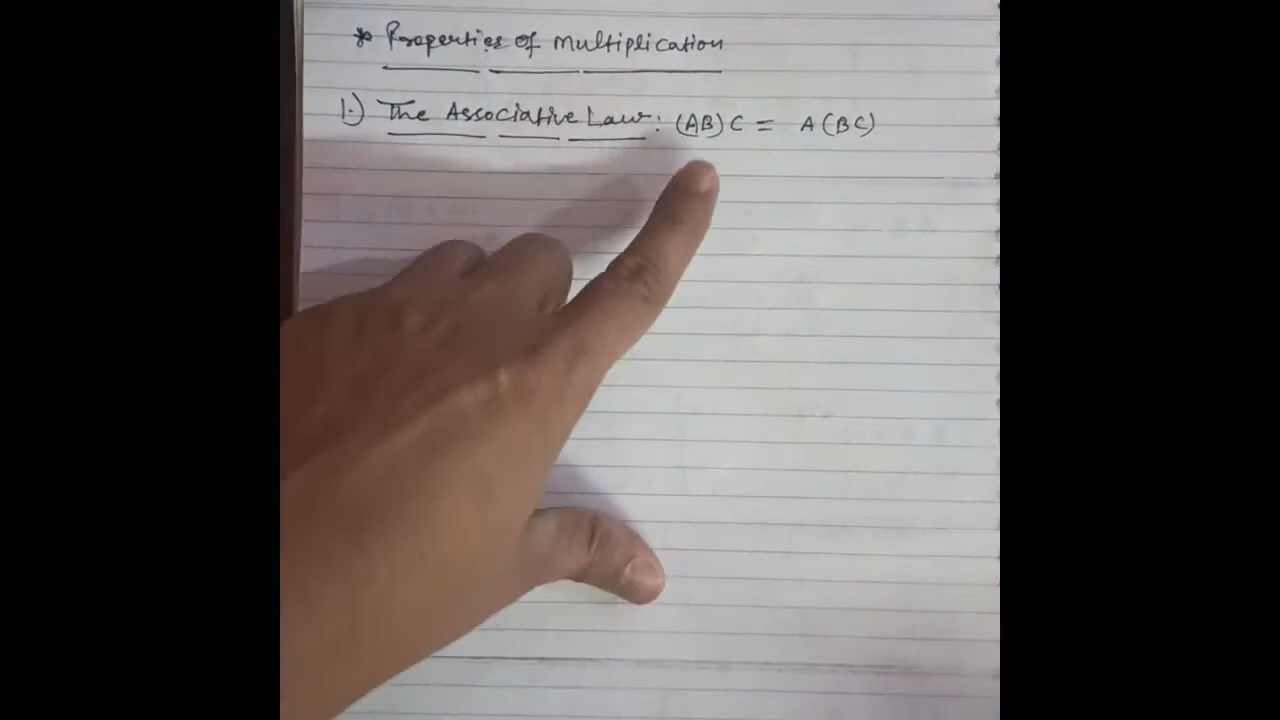 * Properties of Multiplication
1.) The Associative Law: (AB) C = A (BC)